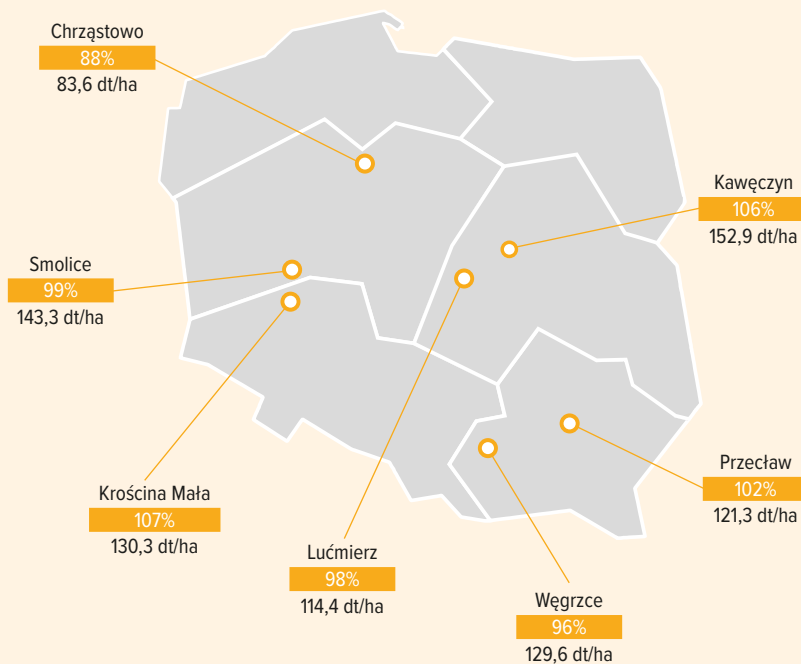 Chrząstowo
88%
83,6 dt/ha
Kawęczyn
106%
152,9 dt/ha
Smolice
99%
143,3 dt/ha
Przecław
102%
121,3 dt/ha
Krościna Mała
107%
130,3 dt/ha
Lućmierz
98%
114,4 dt/ha
Węgrzce
96%
129,6 dt/ha